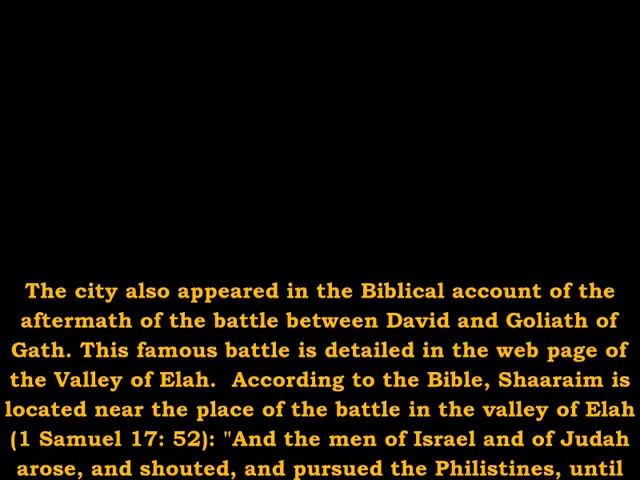 The city also appeared in the Biblical account of the
aftermath of the battle between David and Goliath of
Gath. This famous battle is detailed in the web page of
the Valley of Elah.  According to the Bible, Shaaraim is
located near the place of the battle in the valley of Elah
(1 Samuel 17: 52): "And the men of Israel and of Judah
arose, and shouted, and pursued the Philistines, until